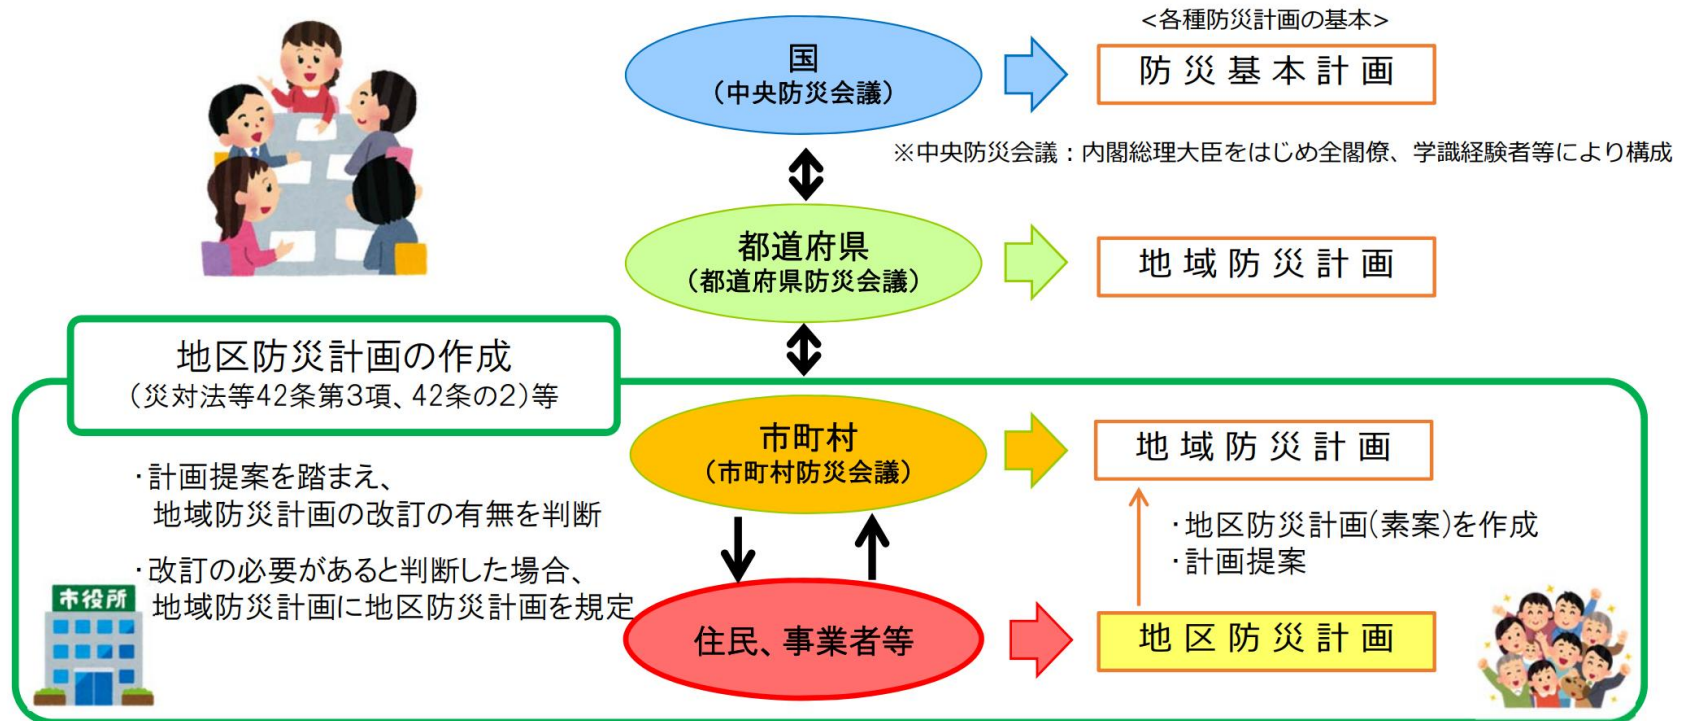 <各種防災計画の基本>
国
（中央防災会議）
防災基本計画
※中央防災会議：内閣総理大臣をはじめ全閣僚、学識経験者等により構成
都道府県
（都道府県防災会議）
地域防災計画
地区防災計画の作成
（災対法等42条第3項、42条の2）等
市町村
（市町村防災会議）
地域防災計画
・計画提案を踏まえ、
地域防災計画の改訂の有無を判断
・改訂の必要があると判断した場合、
地域防災計画に地区防災計画を規定
・地区防災計画(素案)を作成
・計画提案
市役所
住民、事業者等
地区防災計画